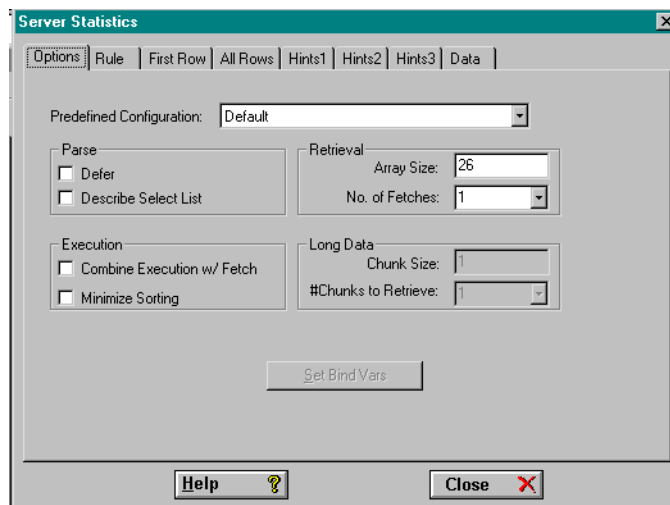 Server Statistics
Options Rule First Row All Rows Hints1 Hints2 Hints3 Data
Predefined Configuration: Default
Parse
Defer
Describe Select List
Retrieval
Array Size: 26
No. of Fetches: 1
Execution
Combine Execution w/ Fetch
Minimize Sorting
Long Data
Chunk Size: 1
#Chunks to Retrieve: 1
Set Bind Vars
Help ?
Close